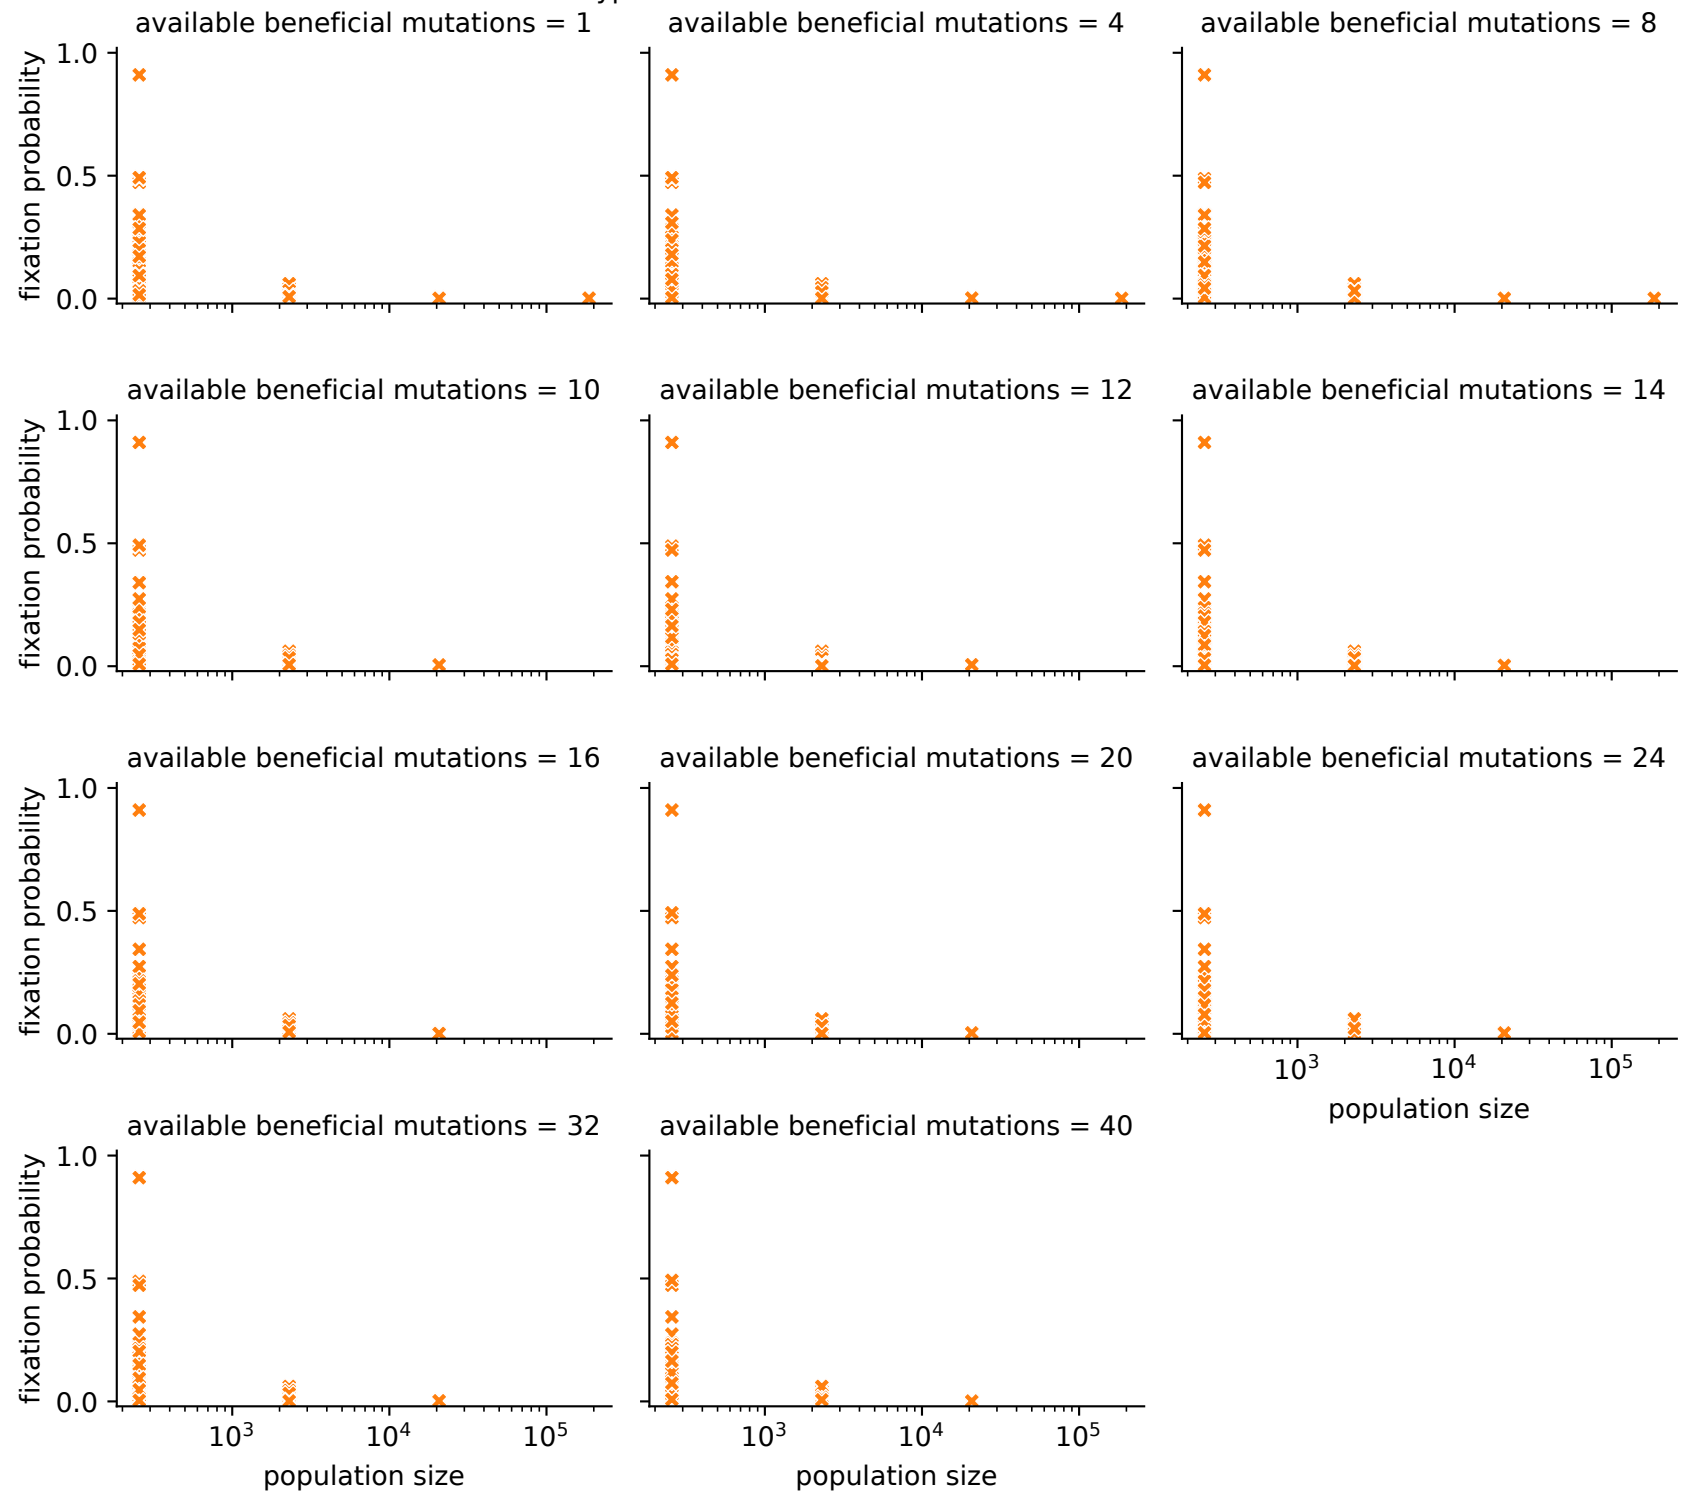 available beneficial mutations = 1
available beneficial mutations = 4
available beneficial mutations = 8
fixation probability
1.0
0.5
0.0
available beneficial mutations = 10
available beneficial mutations = 12
available beneficial mutations = 14
fixation probability
1.0
0.5
0.0
available beneficial mutations = 16
available beneficial mutations = 20
available beneficial mutations = 24
fixation probability
1.0
0.5
0.0
10³ 10⁴ 10⁵
population size
available beneficial mutations = 32
available beneficial mutations = 40
fixation probability
1.0
0.5
0.0
10³ 10⁴ 10⁵
10³ 10⁴ 10⁵
population size
population size